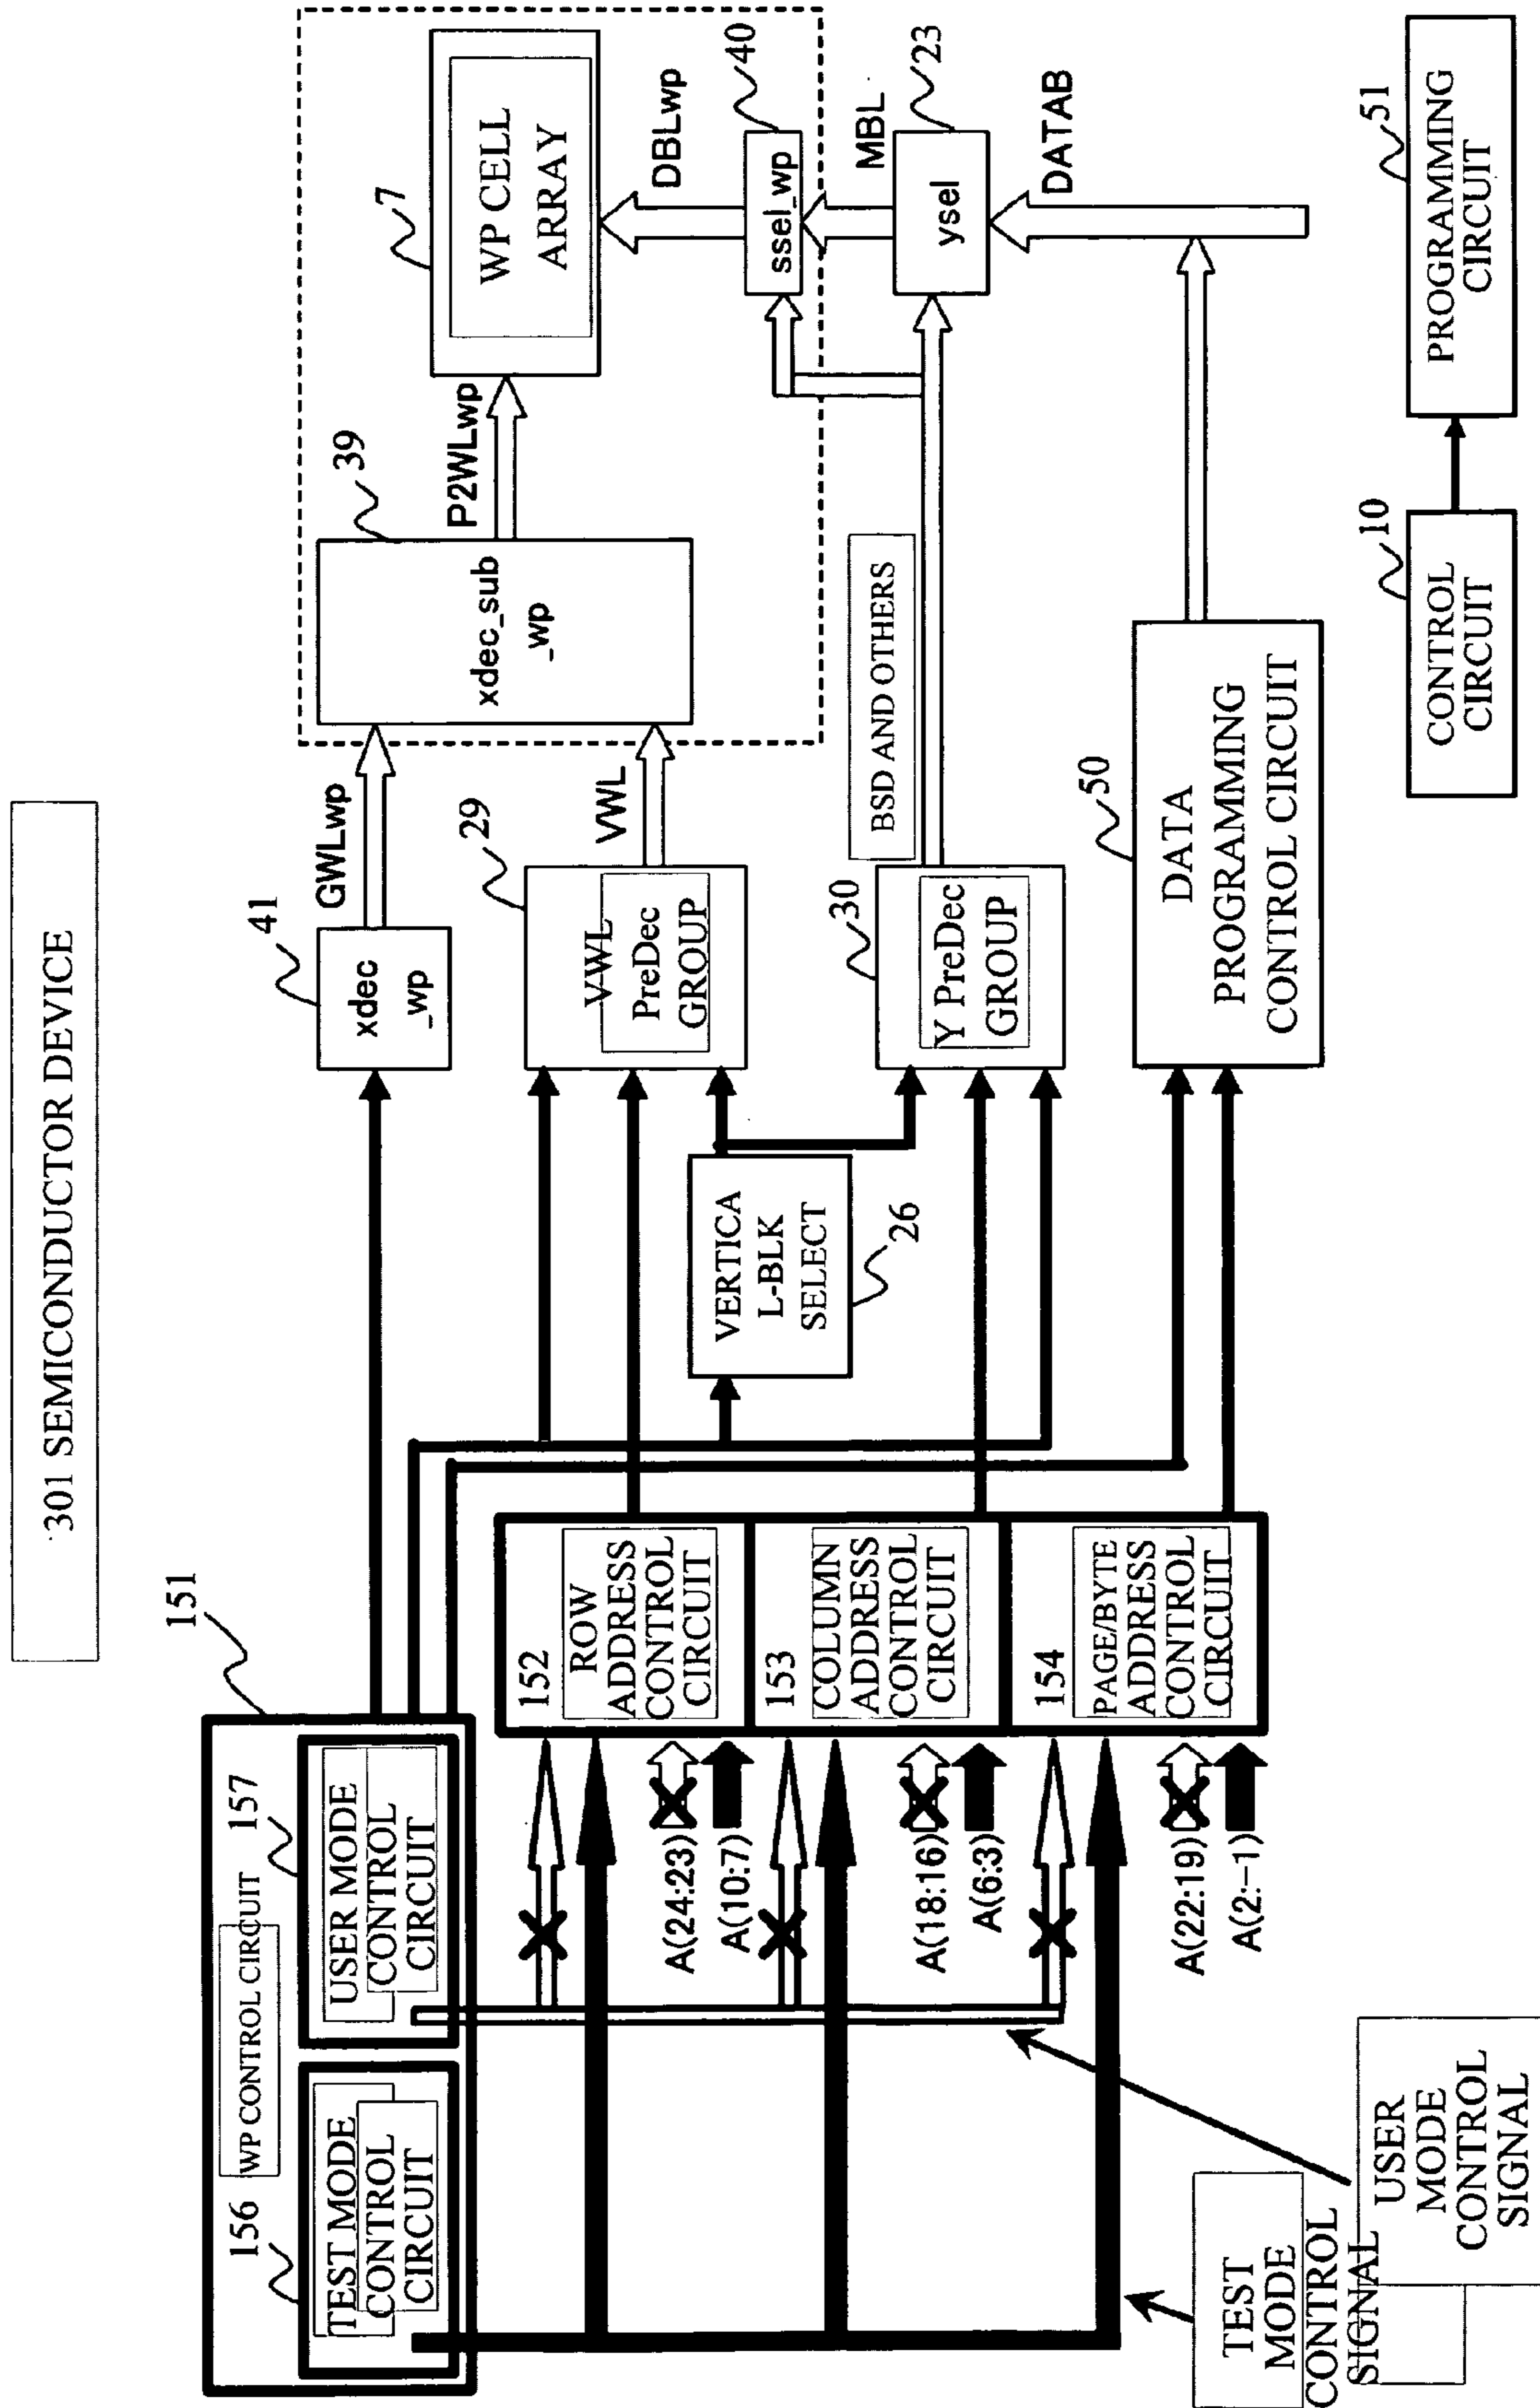 301 SEMICONDUCTOR DEVICE
151
WP CONTROL CIRCUIT
156
TEST MODE
CONTROL
CIRCUIT
157
USER MODE
CONTROL
CIRCUIT
41
xdec
_wp
GWLwp
39
xdec_sub
_wp
P2WLwp
7
WP CELL
ARRAY
29
VWL
PreDec
GROUP
VWL
DBLwp
40
ssel_wp
152
ROW
ADDRESS
CONTROL
CIRCUIT
A(24:23)
A(10:7)
VERTICA
L-BLK
SELECT
26
30
Y PreDec
GROUP
BSD AND OTHERS
MBL
23
ysel
DATAB
153
COLUMN
ADDRESS
CONTROL
CIRCUIT
A(18:16)
A(6:3)
154
PAGE/BYTE
ADDRESS
CONTROL
CIRCUIT
A(22:19)
A(2:-1)
50
DATA
PROGRAMMING
CONTROL CIRCUIT
TEST
MODE
CONTROL
SIGNAL
USER
MODE
CONTROL
SIGNAL
10
CONTROL
CIRCUIT
51
PROGRAMMING
CIRCUIT